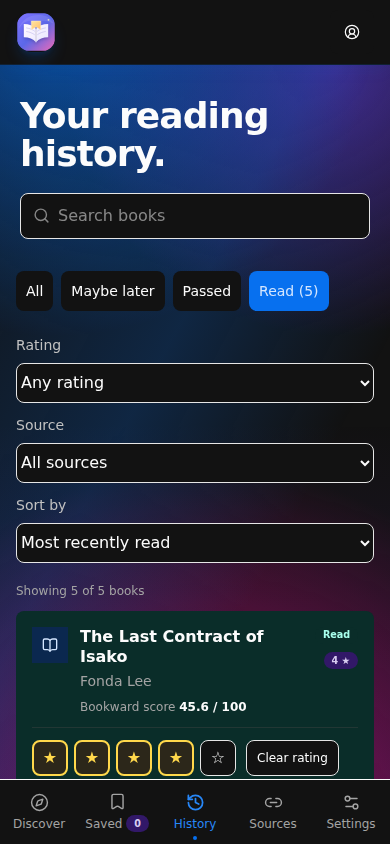 Your reading
history.
Search books
All
Maybe later
Passed
Read (5)
Rating
Any rating
Source
All sources
Sort by
Most recently read
Showing 5 of 5 books
The Last Contract of
Isako
Read
4 ★
Fonda Lee
Bookward score 45.6 / 100
★ ★ ★ ★ ☆ Clear rating
Discover
Saved 0
History
Sources
Settings